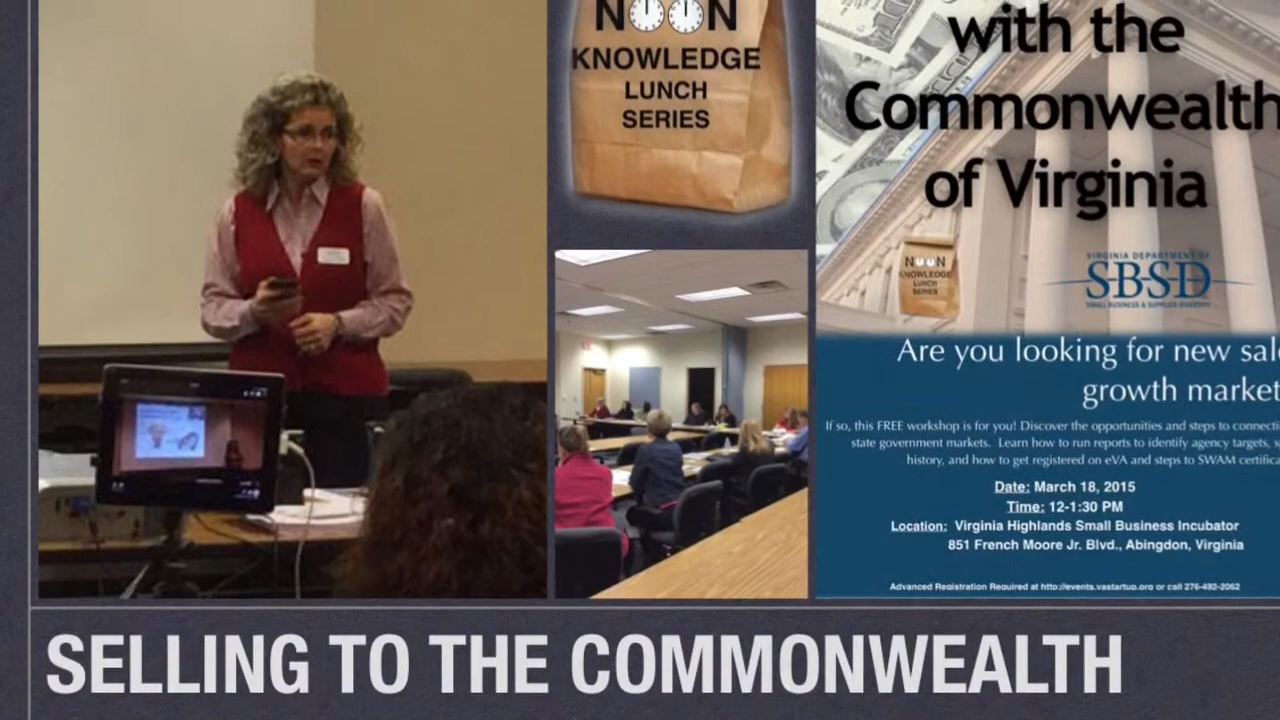 NOON
KNOWLEDGE
LUNCH
SERIES
with the
Commonwealth
of Virginia
NOON
KNOWLEDGE
LUNCH
SERIES
VIRGINIA DEPARTMENT OF
SBSD
SMALL BUSINESS & SUPPLIER DIVERSITY
Are you looking for new sal
growth market
If so, this FREE workshop is for you! Discover the opportunities and steps to connecti
state government markets. Learn how to run reports to identify agency targets, s
history, and how to get registered on eVA and steps to SWAM certifica
Date: March 18, 2015
Time: 12-1:30 PM
Location: Virginia Highlands Small Business Incubator
851 French Moore Jr. Blvd., Abingdon, Virginia
Advanced Registration Required at http://events.vastartup.org or call 276-492-2062
SELLING TO THE COMMONWEALTH